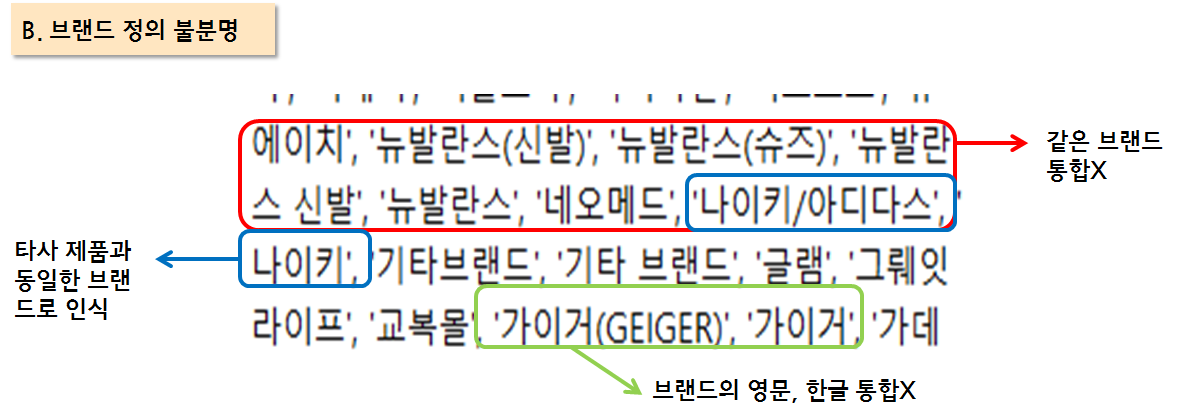 B. 브랜드 정의 불분명
에이치', '뉴발란스(신발)', '뉴발란스(슈즈)', '뉴발란
스 신발', '뉴발란스', '네오메드', '나이키/아디다스', '
나이키', '기타브랜드', '기타 브랜드', '글램', '그뤠잇
라이프', '교복몰', '가이거(GEIGER)', '가이거', '가데
같은 브랜드
통합X
타사 제품과
동일한 브랜
드로 인식
브랜드의 영문, 한글 통합X